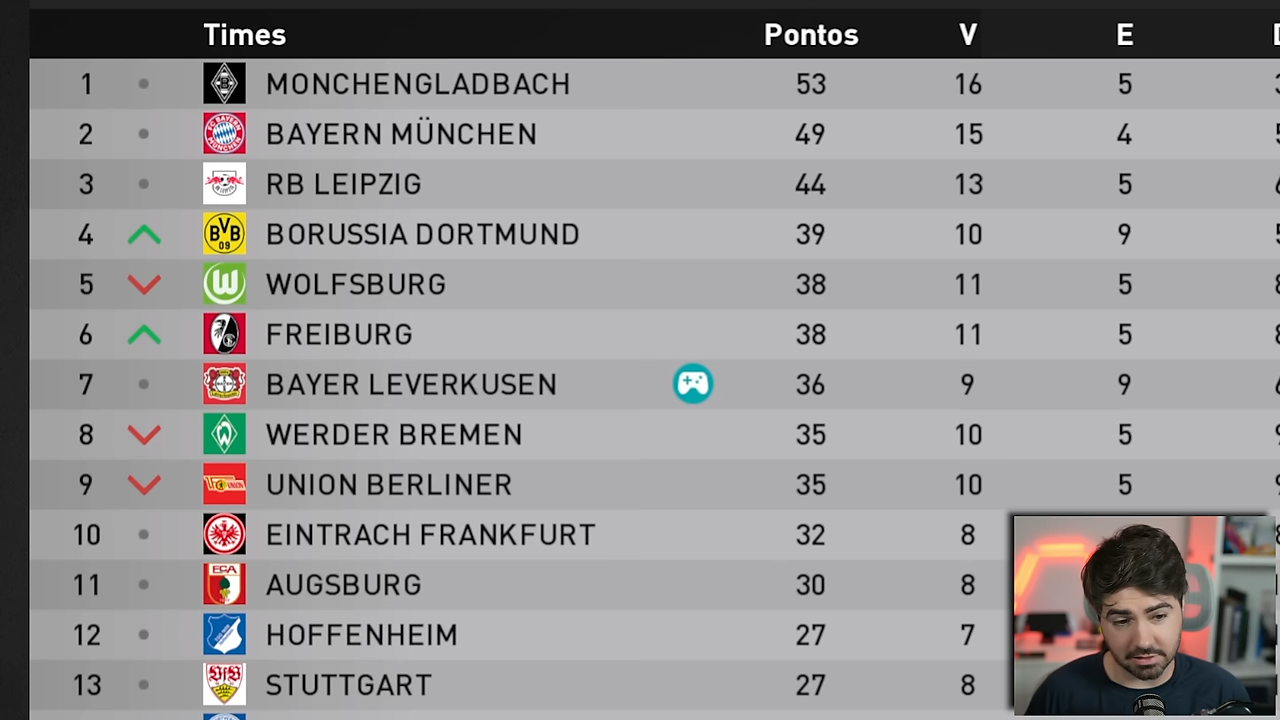 Times Pontos V E
1 MONCHENGLADBACH 53 16 5
2 BAYERN MÜNCHEN 49 15 4
3 RB LEIPZIG 44 13 5
4 BVB 09 BORUSSIA DORTMUND 39 10 9
5 W WOLFSBURG 38 11 5
6 FREIBURG 38 11 5
7 BAYER LEVERKUSEN 36 9 9
8 W WERDER BREMEN 35 10 5
9 UNION BERLINER 35 10 5
10 EINTRACH FRANKFURT 32 8
11 FCA AUGSBURG 30 8
12 HOFFENHEIM 27 7
13 STUTTGART 27 8